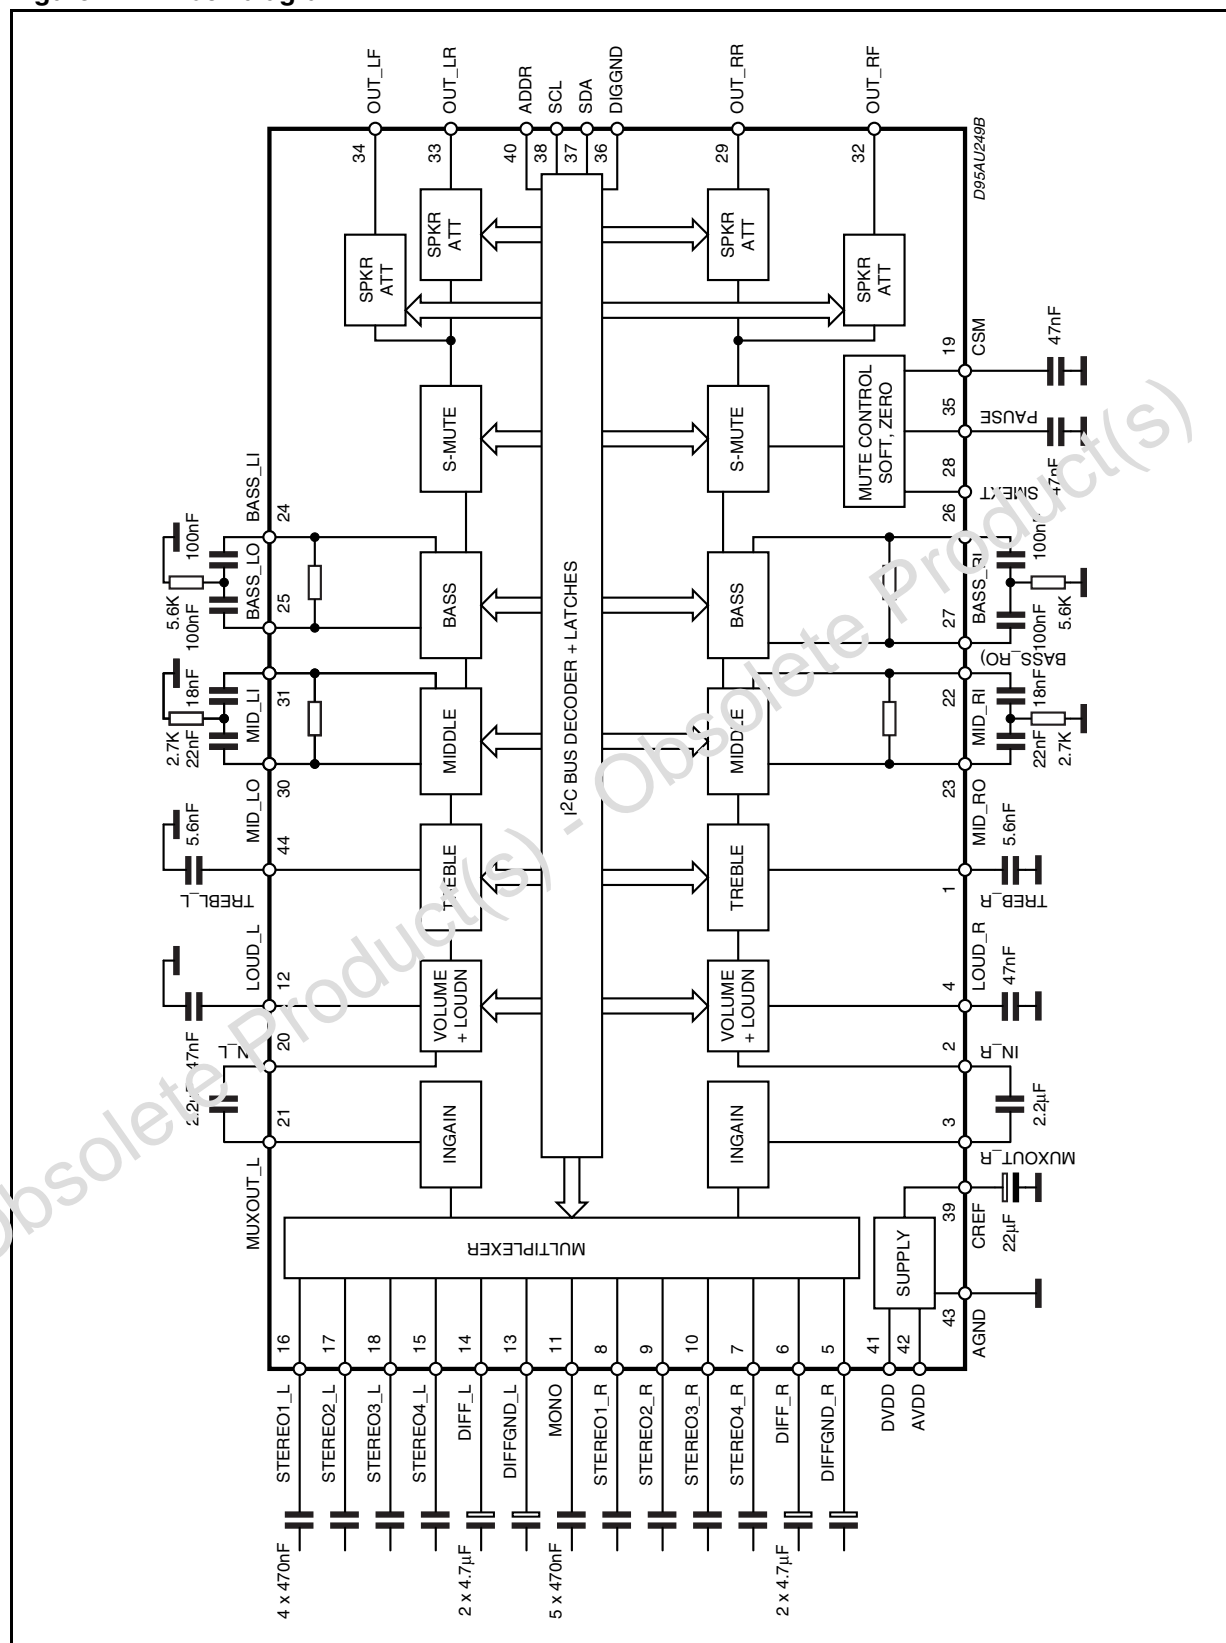 OUT_LF
OUT_LR
ADDR
SCL
SDA
DIGGND
OUT_RR
OUT_RF
34
33
40
38
37
36
29
32
D95AU249B
SPKR
ATT
SPKR
ATT
SPKR
ATT
SPKR
ATT
S-MUTE
S-MUTE
MUTE CONTROL
SOFT, ZERO
19
CSM
47nF
35
PAUSE
47nF
28
SMEXT
26
BASS_LI
24
100nF
BASS_LO
25
5.6K
100nF
BASS
BASS
BASS_RI
100nF
27
100nF
5.6K
BASS_RO)
18nF
MID_LI
31
2.7K
22nF
MID_LO
30
MIDDLE
MIDDLE
22
MID_RI
18nF
22nF
2.7K
23
MID_RO
5.6nF
44
TREBL_L
TREBLE
TREBLE
1
TREB_R
5.6nF
LOUD_L
12
47nF
VOLUME
+ LOUDN
VOLUME
+ LOUDN
4
LOUD_R
47nF
20
2
IN_R
2.2µF
21
MUXOUT_L
INGAIN
INGAIN
3
MUXOUT_R
2.2µF
I2C BUS DECODER + LATCHES
MULTIPLEXER
SUPPLY
39
CREF
22µF
43
AGND
16
17
18
15
14
13
11
8
9
10
7
6
5
41
42
STEREO1_L
STEREO2_L
STEREO3_L
STEREO4_L
DIFF_L
DIFFGND_L
MONO
STEREO1_R
STEREO2_R
STEREO3_R
STEREO4_R
DIFF_R
DIFFGND_R
DVDD
AVDD
4 x 470nF
2 x 4.7µF
5 x 470nF
2 x 4.7µF
Obsolete Product(s) - Obsolete Product(s)